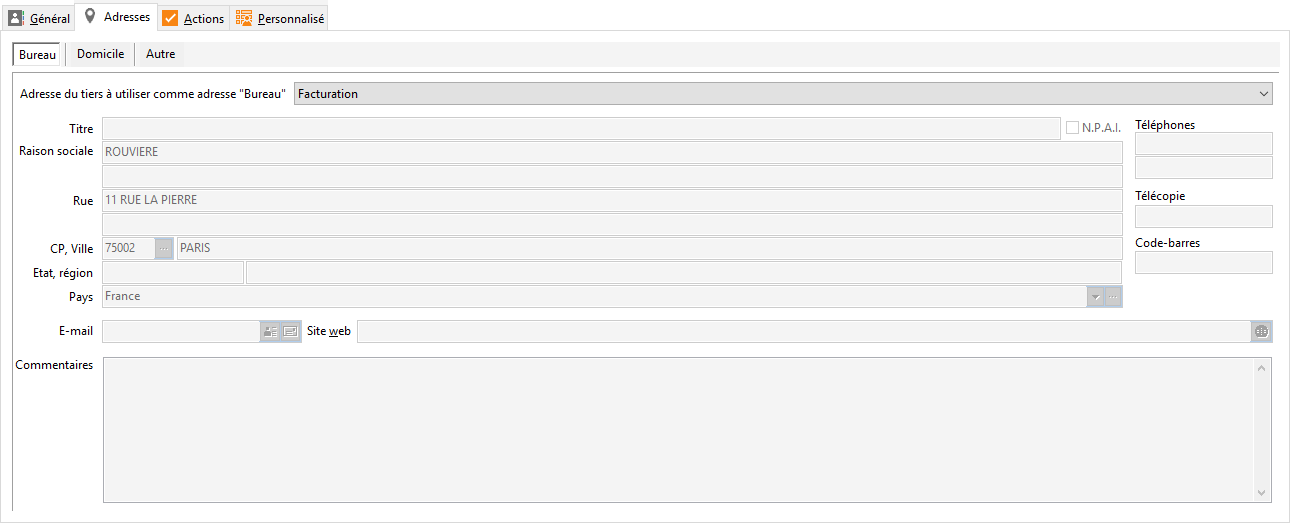 Général Adresses Actions Personnalisé
Bureau Domicile Autre
Adresse du tiers à utiliser comme adresse "Bureau" Facturation
Titre N.P.A.I. Téléphones
Raison sociale ROUVIERE
Rue 11 RUE LA PIERRE Télécopie
CP, Ville 75002 ... PARIS Code-barres
Etat, région
Pays France ...
E-mail Site web
Commentaires